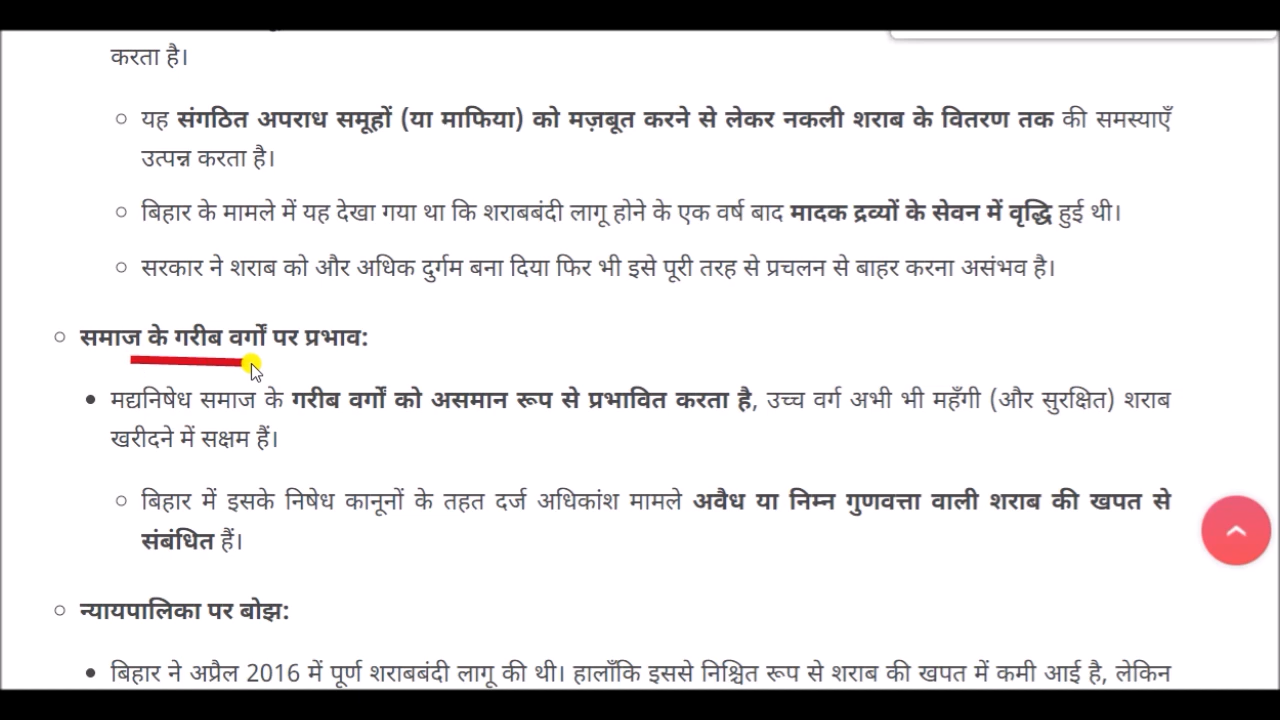 करता है।
यह संगठित अपराध समूहों (या माफिया) को मज़बूत करने से लेकर नकली शराब के वितरण तक की समस्याएँ
उत्पन्न करता है।
बिहार के मामले में यह देखा गया था कि शराबबंदी लागू होने के एक वर्ष बाद मादक द्रव्यों के सेवन में वृद्धि हुई थी।
सरकार ने शराब को और अधिक दुर्गम बना दिया फिर भी इसे पूरी तरह से प्रचलन से बाहर करना असंभव है।
समाज के गरीब वर्गों पर प्रभाव:
मद्यनिषेध समाज के गरीब वर्गों को असमान रूप से प्रभावित करता है, उच्च वर्ग अभी भी महँगी (और सुरक्षित) शराब
खरीदने में सक्षम हैं।
बिहार में इसके निषेध कानूनों के तहत दर्ज अधिकांश मामले अवैध या निम्न गुणवत्ता वाली शराब की खपत से
संबंधित हैं।
न्यायपालिका पर बोझ:
बिहार ने अप्रैल 2016 में पूर्ण शराबबंदी लागू की थी। हालाँकि इससे निश्चित रूप से शराब की खपत में कमी आई है, लेकिन